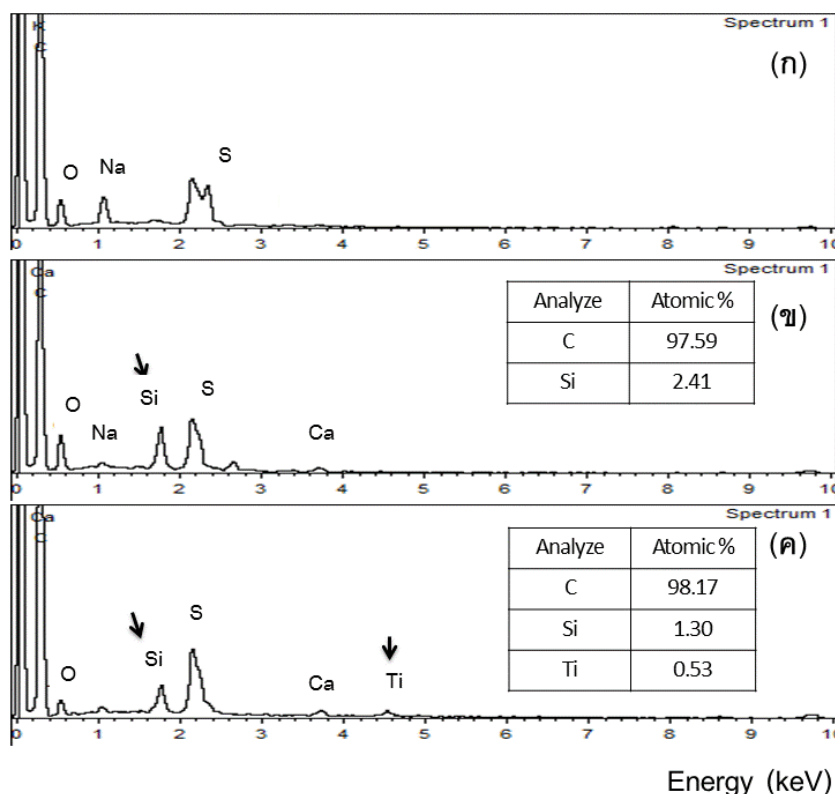 Spectrum 1
(ก)
K
C
O
Na
S
0 1 2 3 4 5 6 7 8 9 10
Spectrum 1
(ข)
Ca
C
O
Na
Si
S
Ca
Analyze Atomic %
C 97.59
Si 2.41
0 1 2 3 4 5 6 7 8 9 10
Spectrum 1
(ค)
Ca
C
O
Si
S
Ca
Ti
Analyze Atomic %
C 98.17
Si 1.30
Ti 0.53
0 1 2 3 4 5 6 7 8 9 10
Energy (keV)